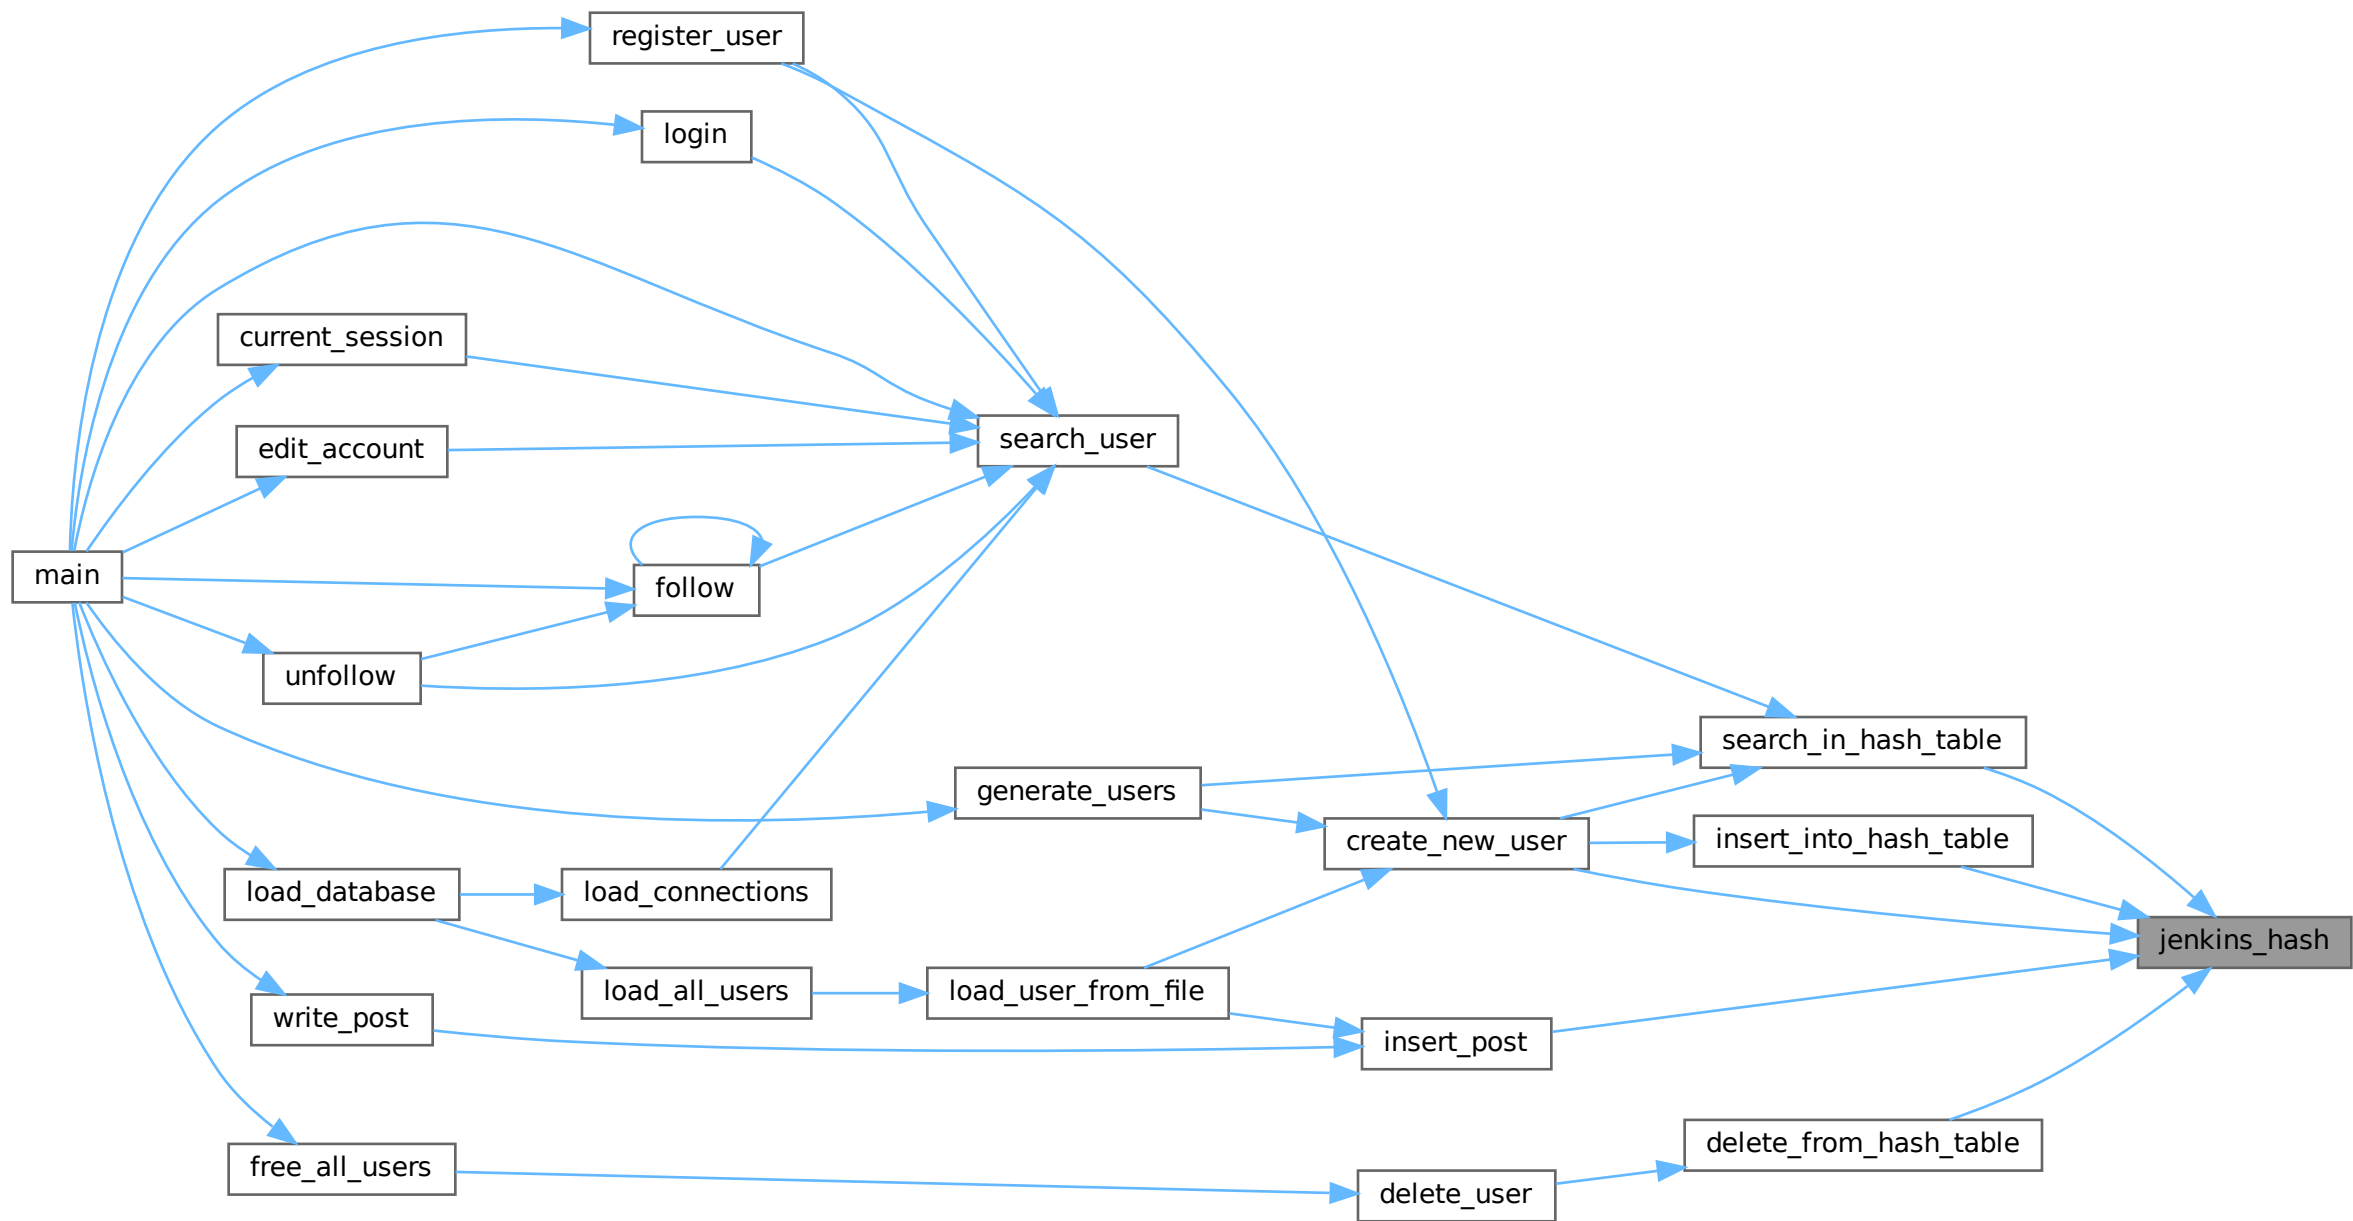 register_user
login
current_session
edit_account
search_user
main
follow
unfollow
search_in_hash_table
generate_users
insert_into_hash_table
create_new_user
load_database
load_connections
jenkins_hash
load_all_users
load_user_from_file
write_post
insert_post
delete_from_hash_table
free_all_users
delete_user